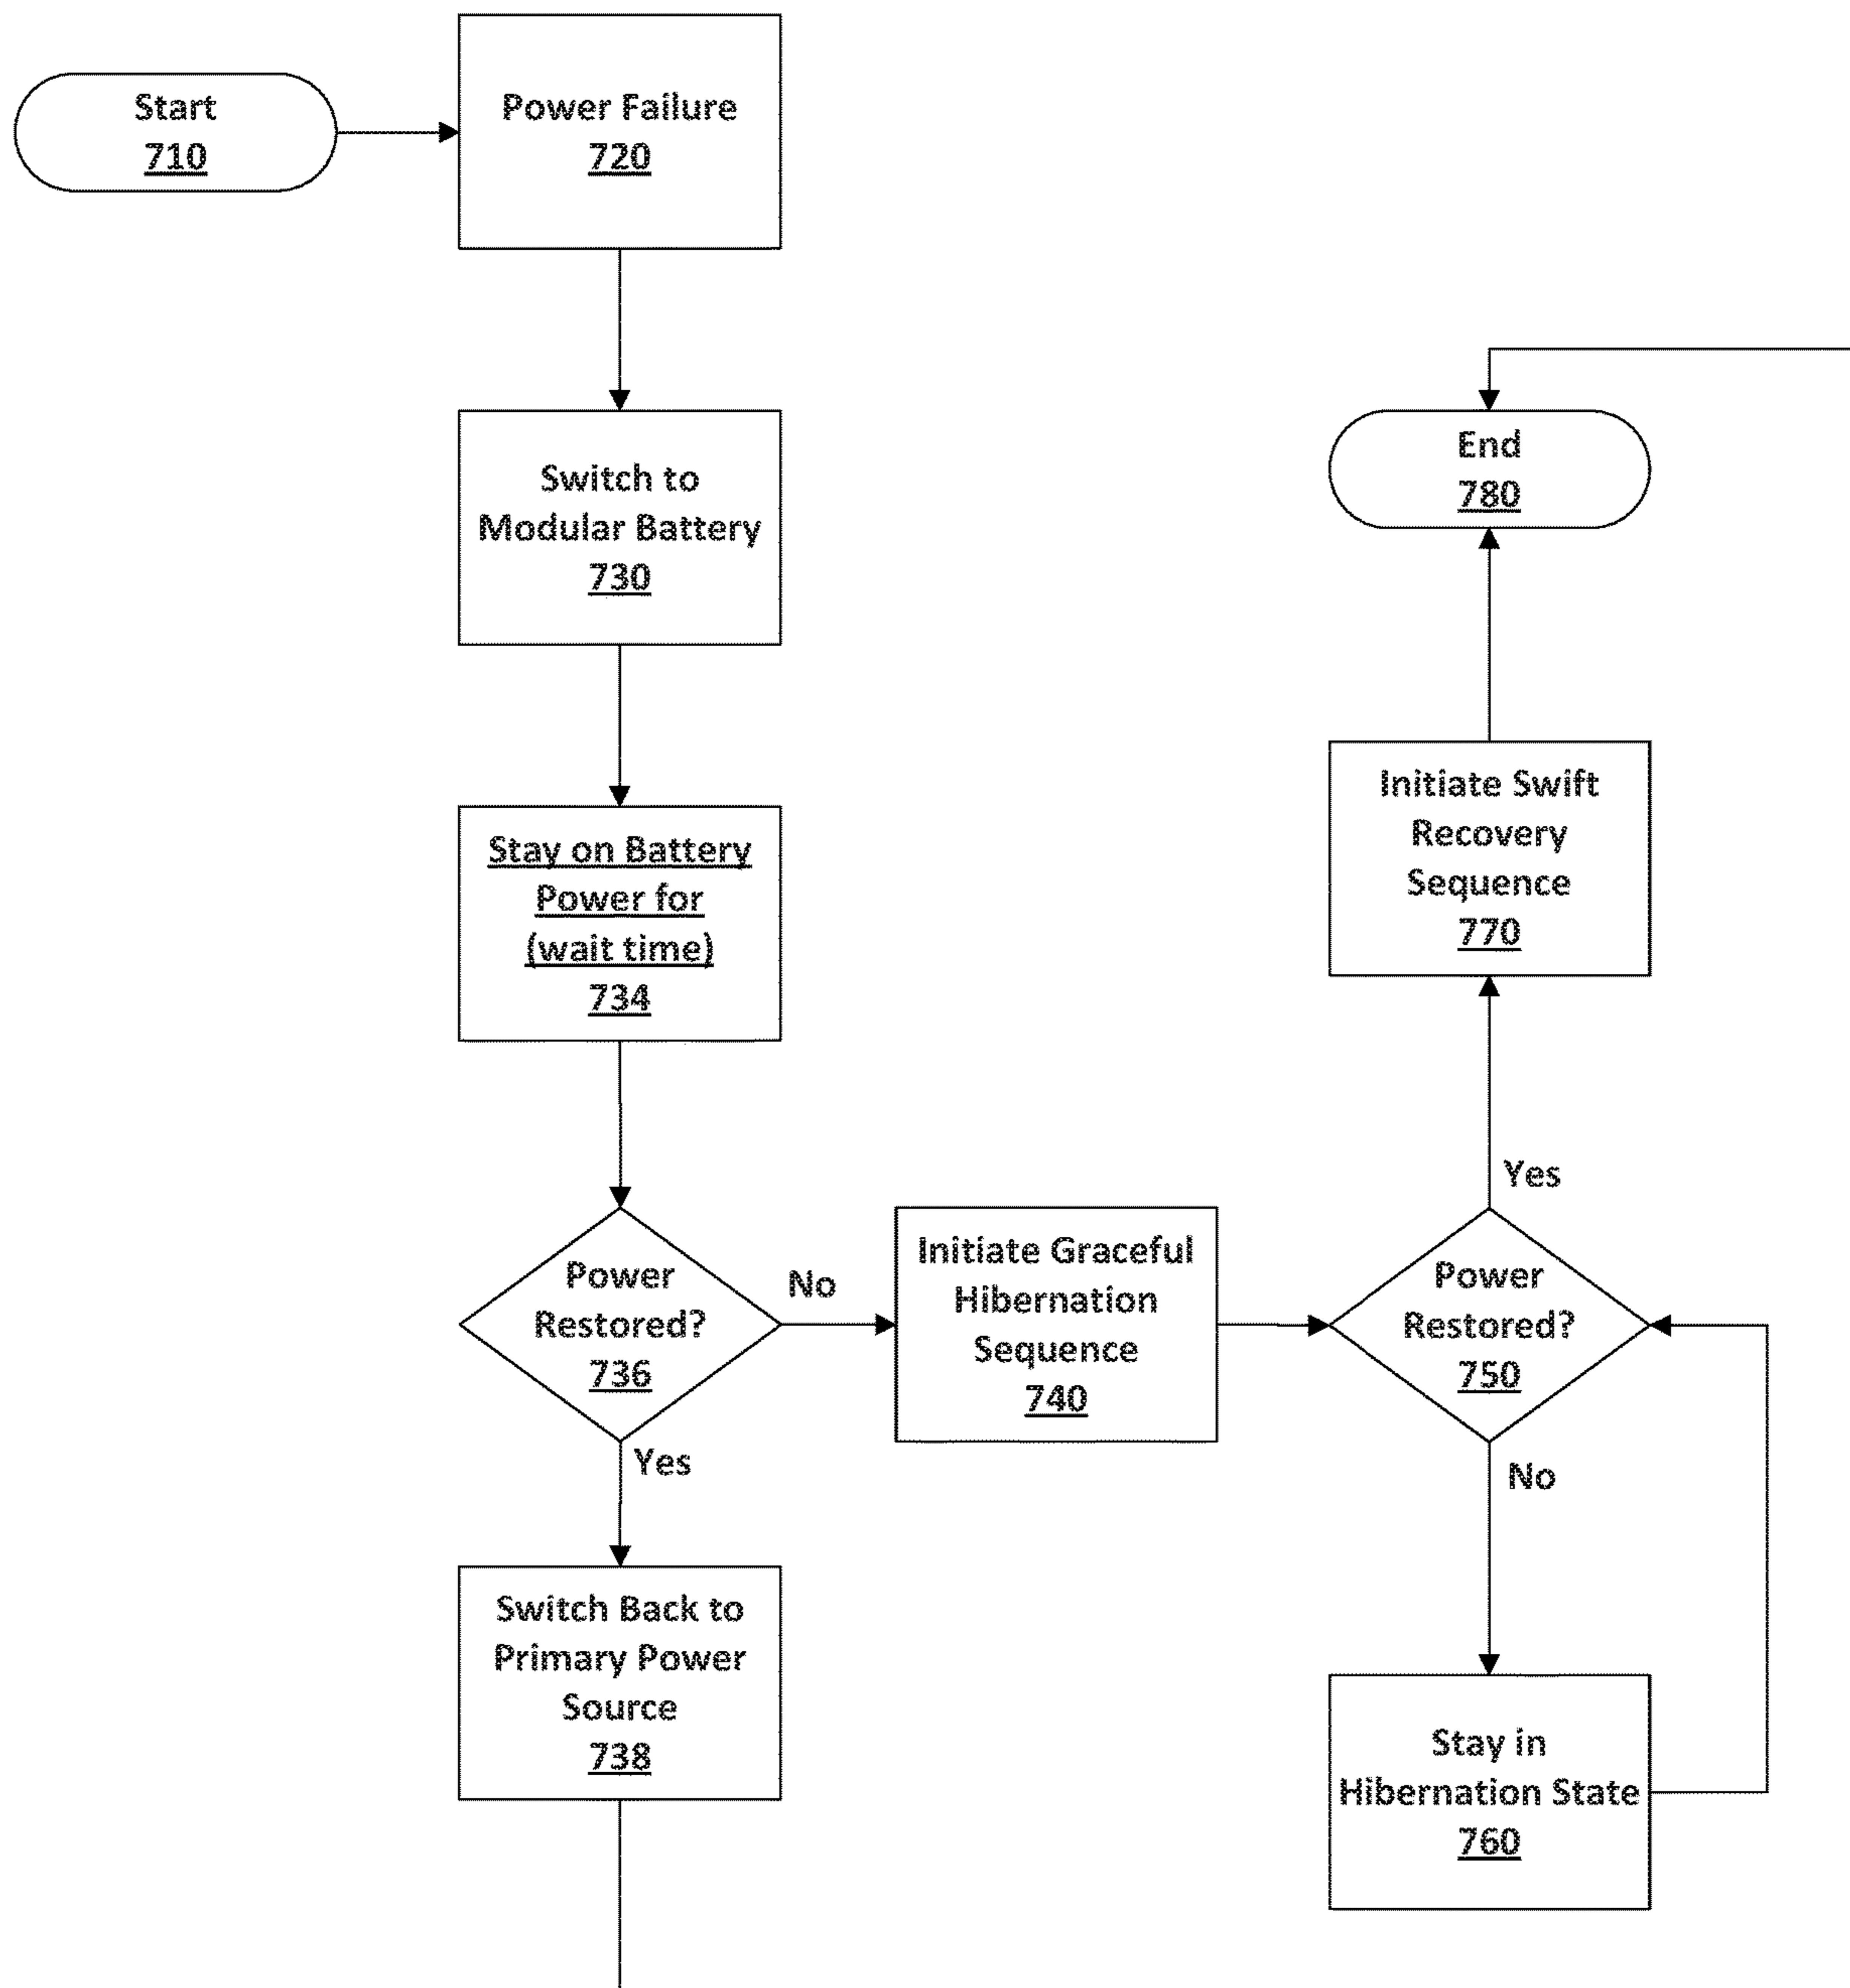 Start
710
Power Failure
720
Switch to
Modular Battery
730
Stay on Battery
Power for
(wait time)
734
Power
Restored?
736
No
Yes
Switch Back to
Primary Power
Source
738
Initiate Graceful
Hibernation
Sequence
740
Power
Restored?
750
Yes
No
Stay in
Hibernation State
760
Initiate Swift
Recovery
Sequence
770
End
780